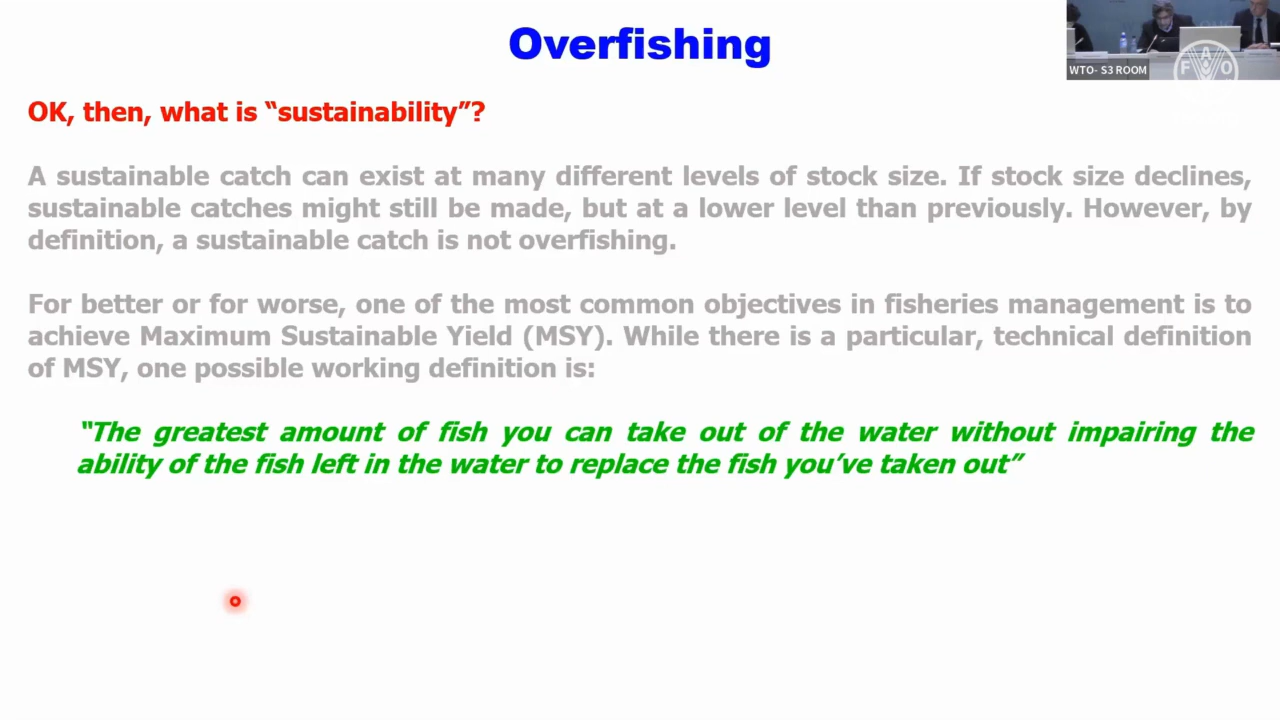 Overfishing
WTO- S3 ROOM
F A O
OK, then, what is “sustainability”?
A sustainable catch can exist at many different levels of stock size. If stock size declines,
sustainable catches might still be made, but at a lower level than previously. However, by
definition, a sustainable catch is not overfishing.
For better or for worse, one of the most common objectives in fisheries management is to
achieve Maximum Sustainable Yield (MSY). While there is a particular, technical definition
of MSY, one possible working definition is:
“The greatest amount of fish you can take out of the water without impairing the
ability of the fish left in the water to replace the fish you’ve taken out”